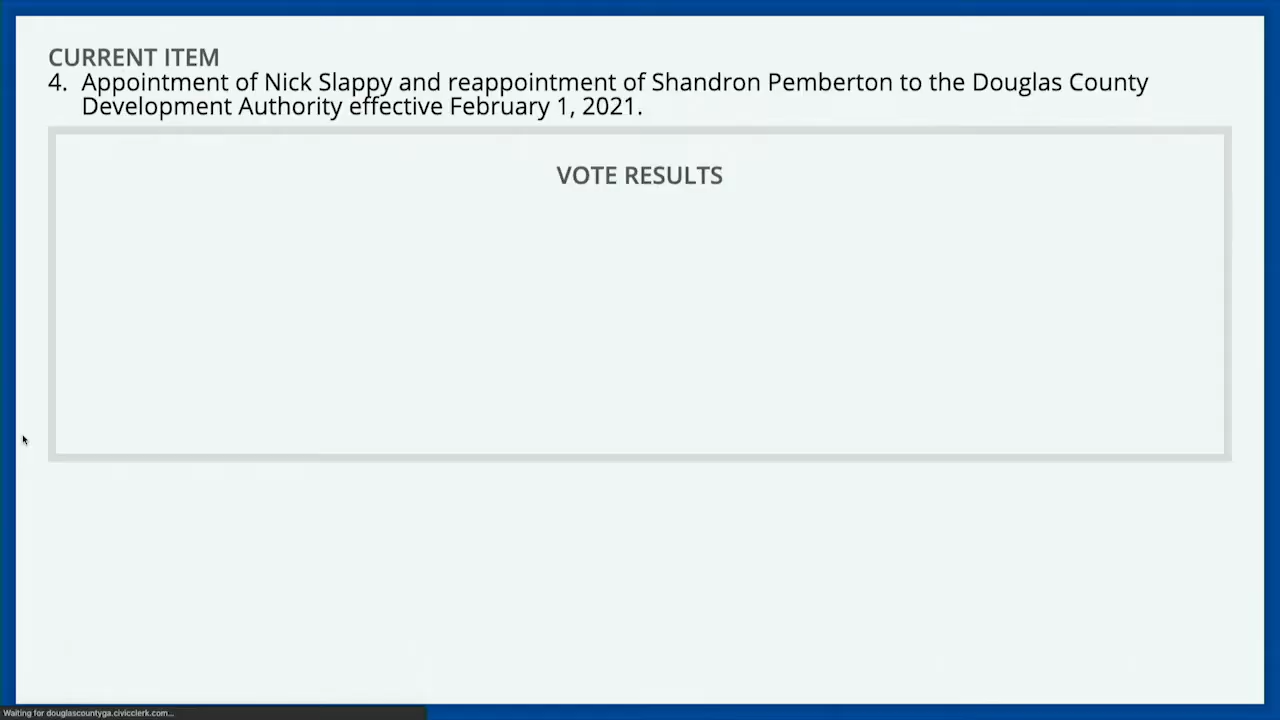 CURRENT ITEM
4. Appointment of Nick Slappy and reappointment of Shandron Pemberton to the Douglas County
Development Authority effective February 1, 2021.
VOTE RESULTS
Waiting for douglascountyga.civicclerk.com...